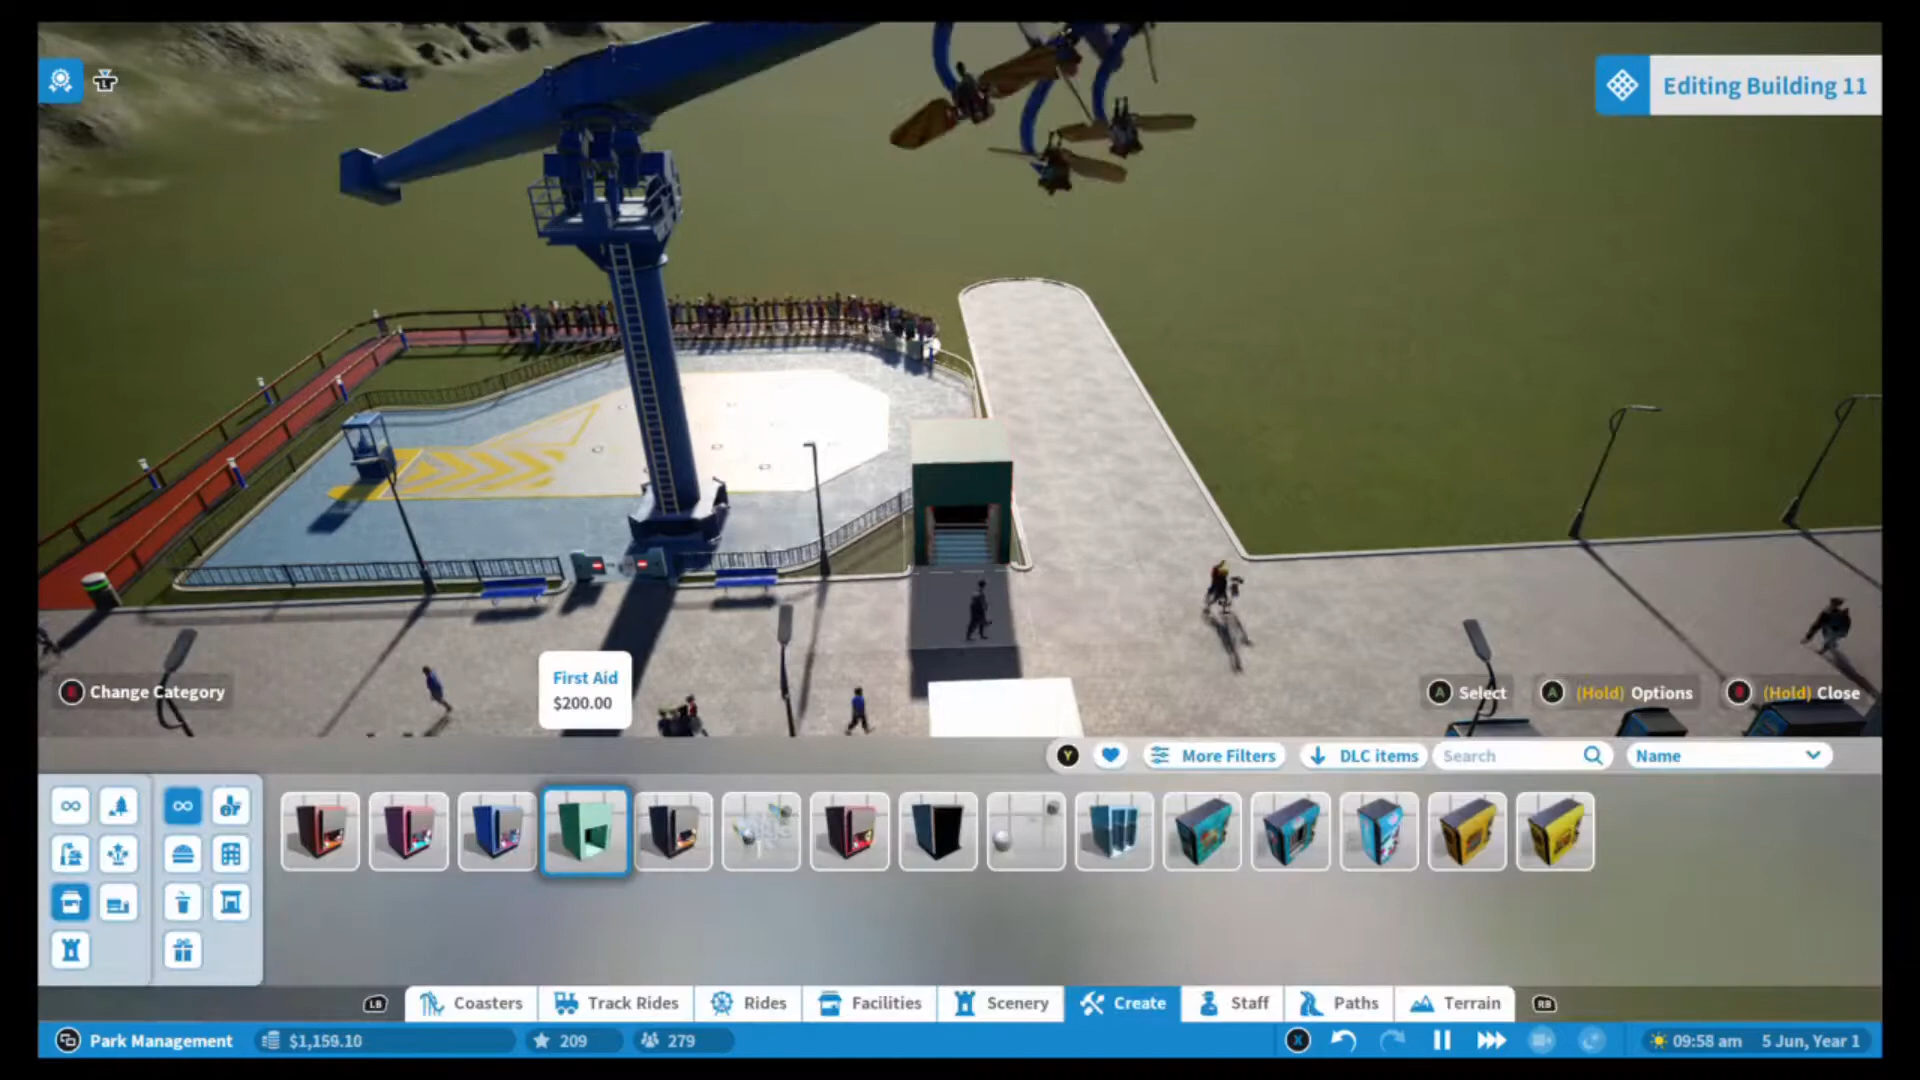 L
Editing Building 11
First Aid
$200.00
B Change Category
A Select
A (Hold) Options
B (Hold) Close
Y
More Filters
DLC items
Search
Name
LB
Coasters
Track Rides
Rides
Facilities
Scenery
Create
Staff
Paths
Terrain
RB
Park Management
$1,159.10
209
279
X
09:58 am
5 Jun, Year 1